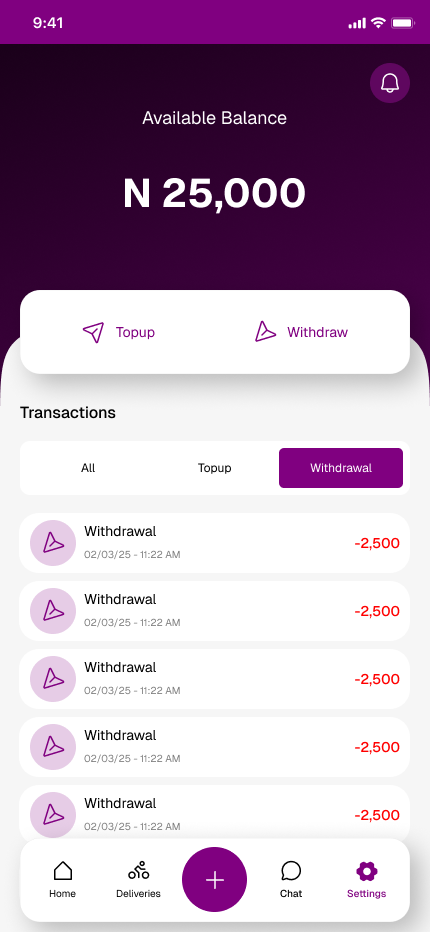 9:41
Available Balance
N 25,000
Topup Withdraw
Transactions
All Topup Withdrawal
Withdrawal
02/03/25 - 11:22 AM
-2,500
Withdrawal
02/03/25 - 11:22 AM
-2,500
Withdrawal
02/03/25 - 11:22 AM
-2,500
Withdrawal
02/03/25 - 11:22 AM
-2,500
Withdrawal
02/03/25 - 11:22 AM
-2,500
Home Deliveries Chat Settings